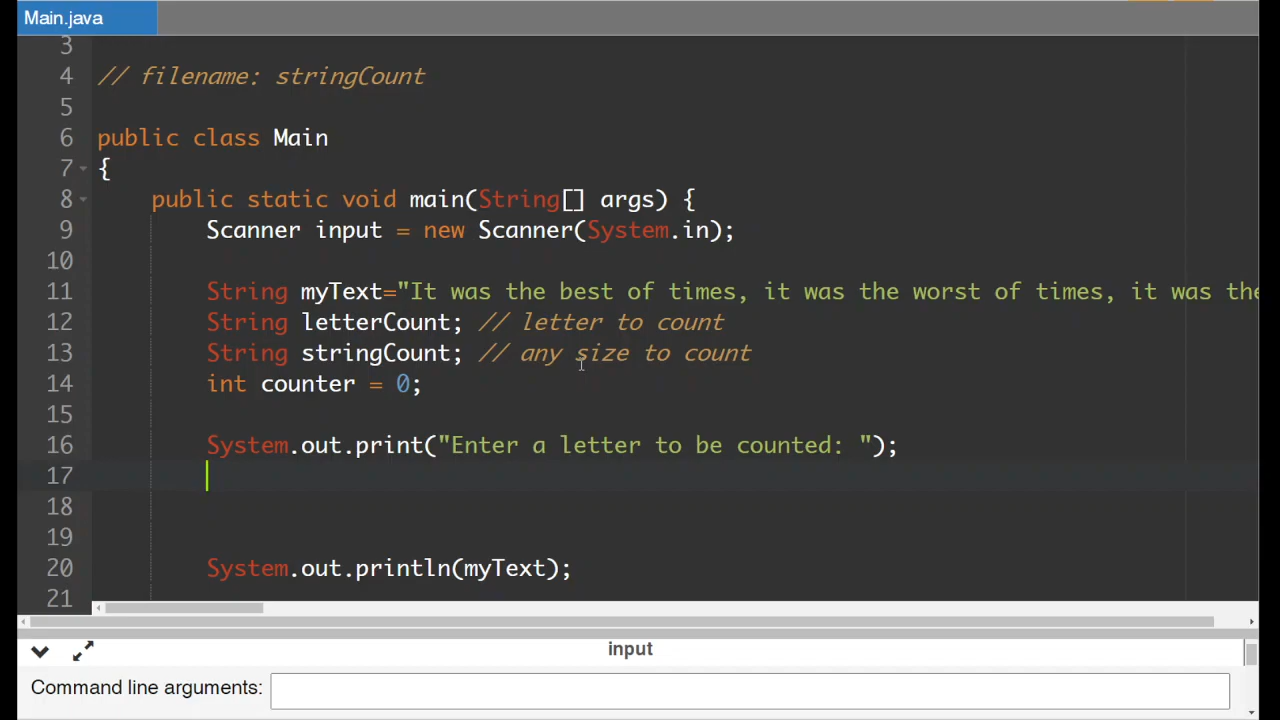 Main.java
3
4 // filename: stringCount
5
6 public class Main
7 {
8 public static void main(String[] args) {
9 Scanner input = new Scanner(System.in);
10
11 String myText="It was the best of times, it was the worst of times, it was the
12 String letterCount; // letter to count
13 String stringCount; // any size to count
14 int counter = 0;
15
16 System.out.print("Enter a letter to be counted: ");
17
18
19
20 System.out.println(myText);
21
input
Command line arguments: